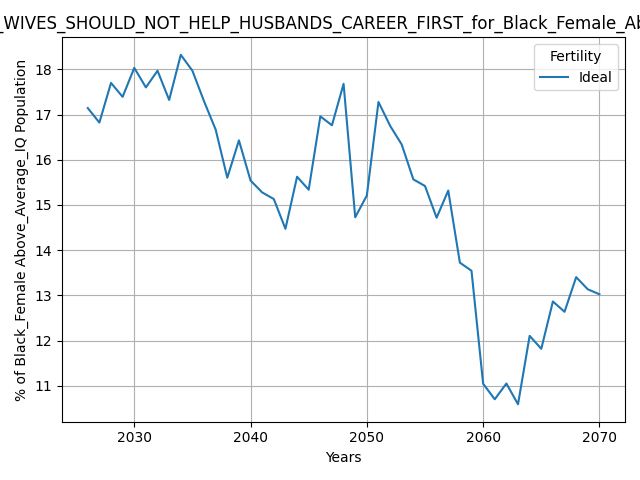 _WIVES_SHOULD_NOT_HELP_HUSBANDS_CAREER_FIRST_for_Black_Female_Ab
Fertility
Ideal
% of Black_Female Above_Average_IQ Population
18
17
16
15
14
13
12
11
2030 2040 2050 2060 2070
Years